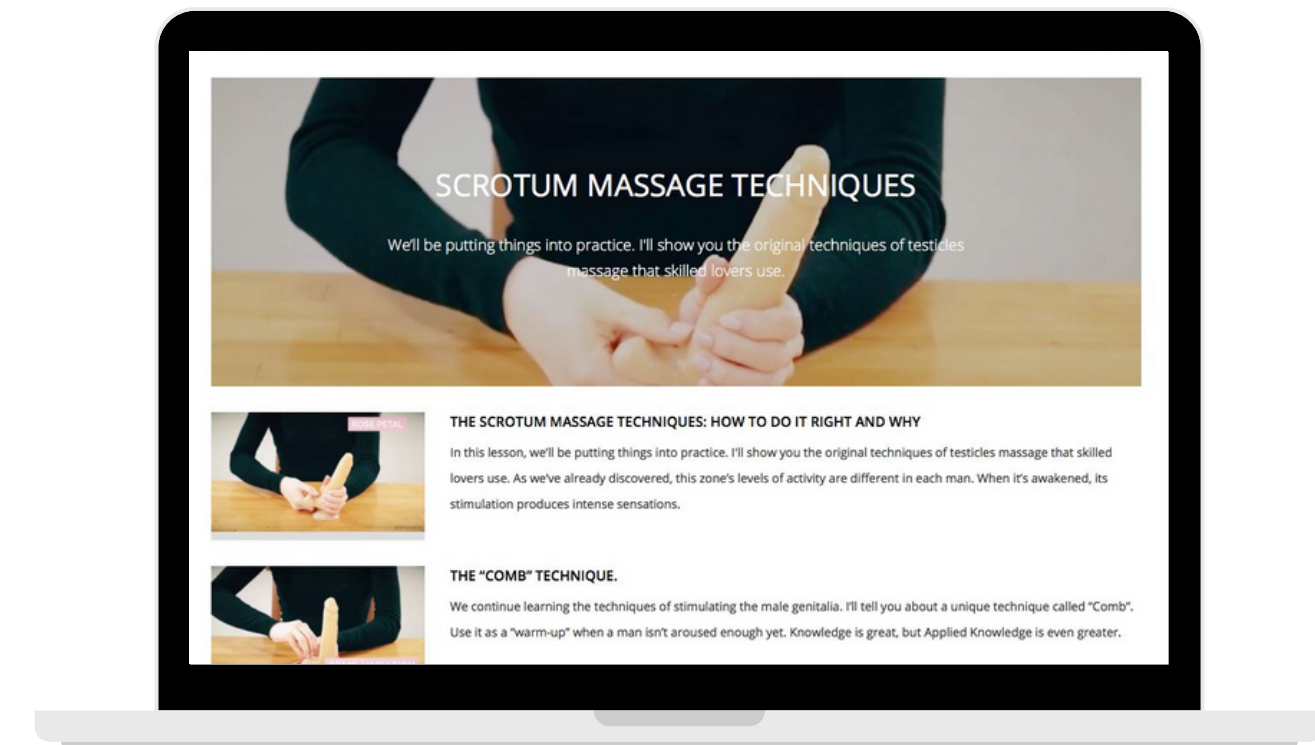 SCROTUM MASSAGE TECHNIQUES
We'll be putting things into practice. I'll show you the original techniques of testicles
massage that skilled lovers use.
ROSE PETAL
THE SCROTUM MASSAGE TECHNIQUES: HOW TO DO IT RIGHT AND WHY
In this lesson, we'll be putting things into practice. I'll show you the original techniques of testicles massage that skilled
lovers use. As we've already discovered, this zone's levels of activity are different in each man. When it's awakened, its
stimulation produces intense sensations.
THE “COMB” TECHNIQUE.
We continue learning the techniques of stimulating the male genitalia. I'll tell you about a unique technique called “Comb”.
Use it as a “warm-up” when a man isn't aroused enough yet. Knowledge is great, but Applied Knowledge is even greater.